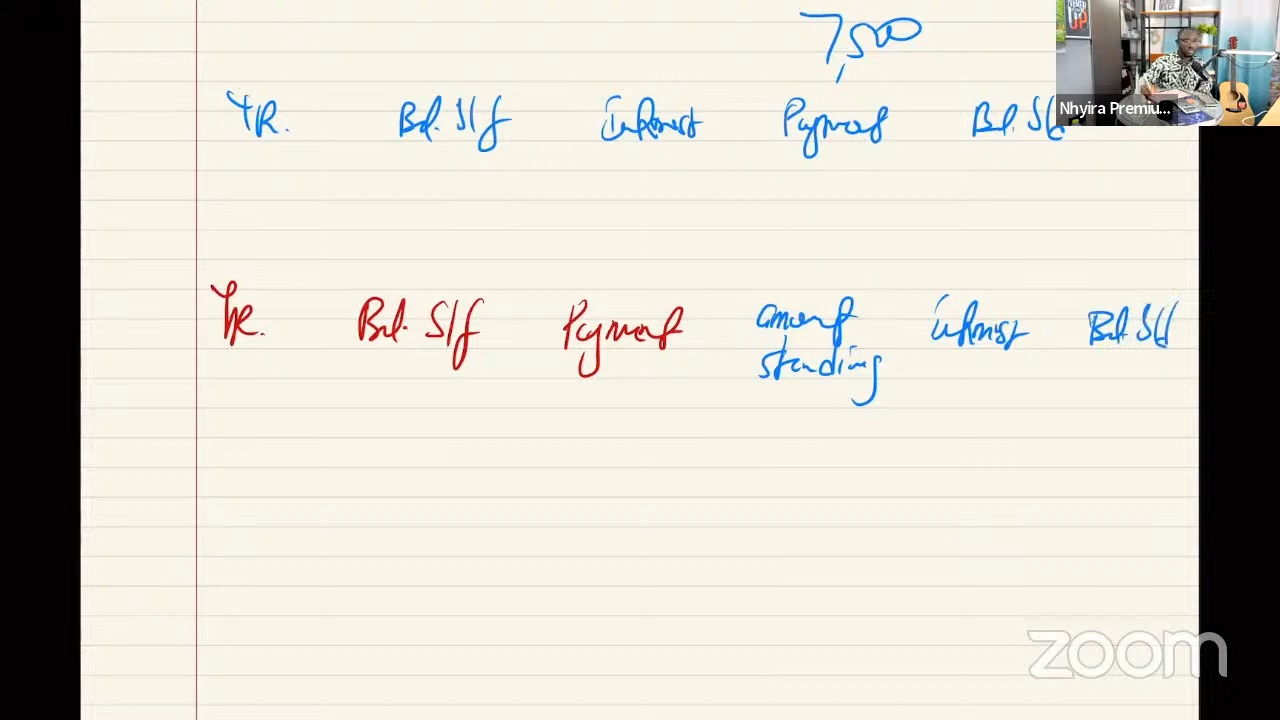 7,500
YR. Bal. b/f Interest Payment Bal. c/f
Nhyira Premiu...
YR. Bal. b/f Payment amount interest Bal. c/f
standing
zoom